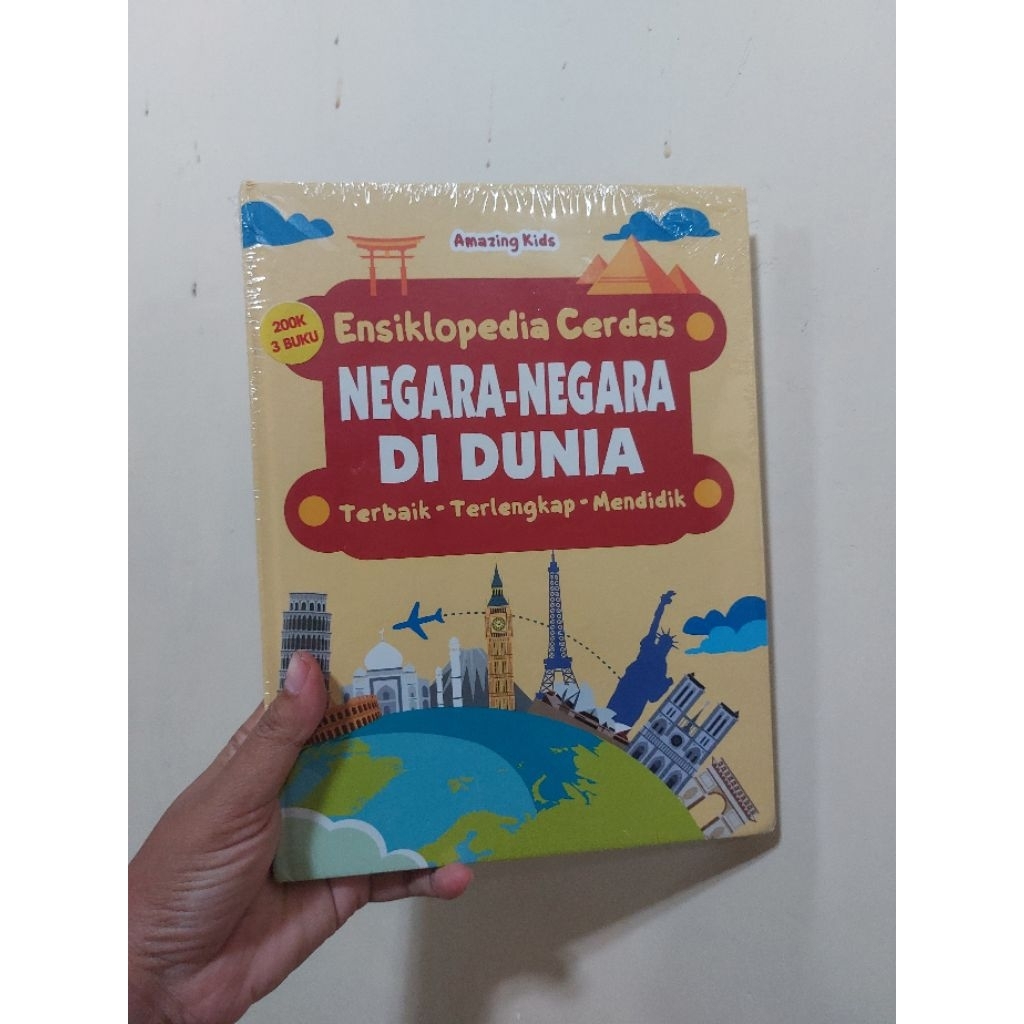 Amazing Kids
200K
3 BUKU
Ensiklopedia Cerdas
NEGARA-NEGARA
DI DUNIA
Terbaik - Terlengkap - Mendidik